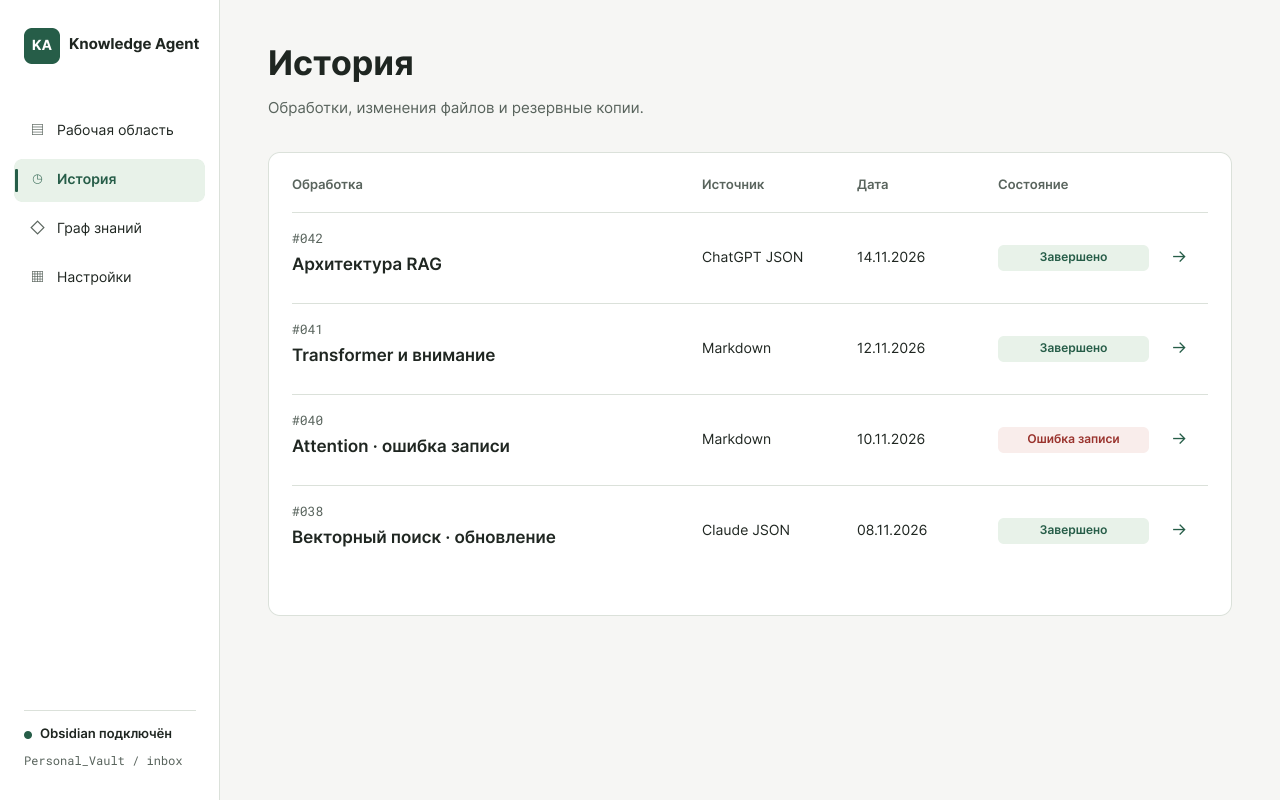 KA Knowledge Agent
Рабочая область
История
Граф знаний
Настройки
Obsidian подключён
Personal_Vault / inbox
История
Обработки, изменения файлов и резервные копии.
Обработка Источник Дата Состояние
#042
Архитектура RAG ChatGPT JSON 14.11.2026 Завершено →
#041
Transformer и внимание Markdown 12.11.2026 Завершено →
#040
Attention · ошибка записи Markdown 10.11.2026 Ошибка записи →
#038
Векторный поиск · обновление Claude JSON 08.11.2026 Завершено →